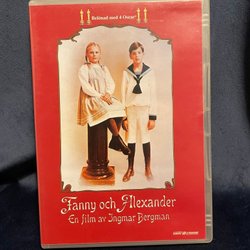 Belönad med 4 Oscar!
Fanny och Alexander
En film av Ingmar Bergman